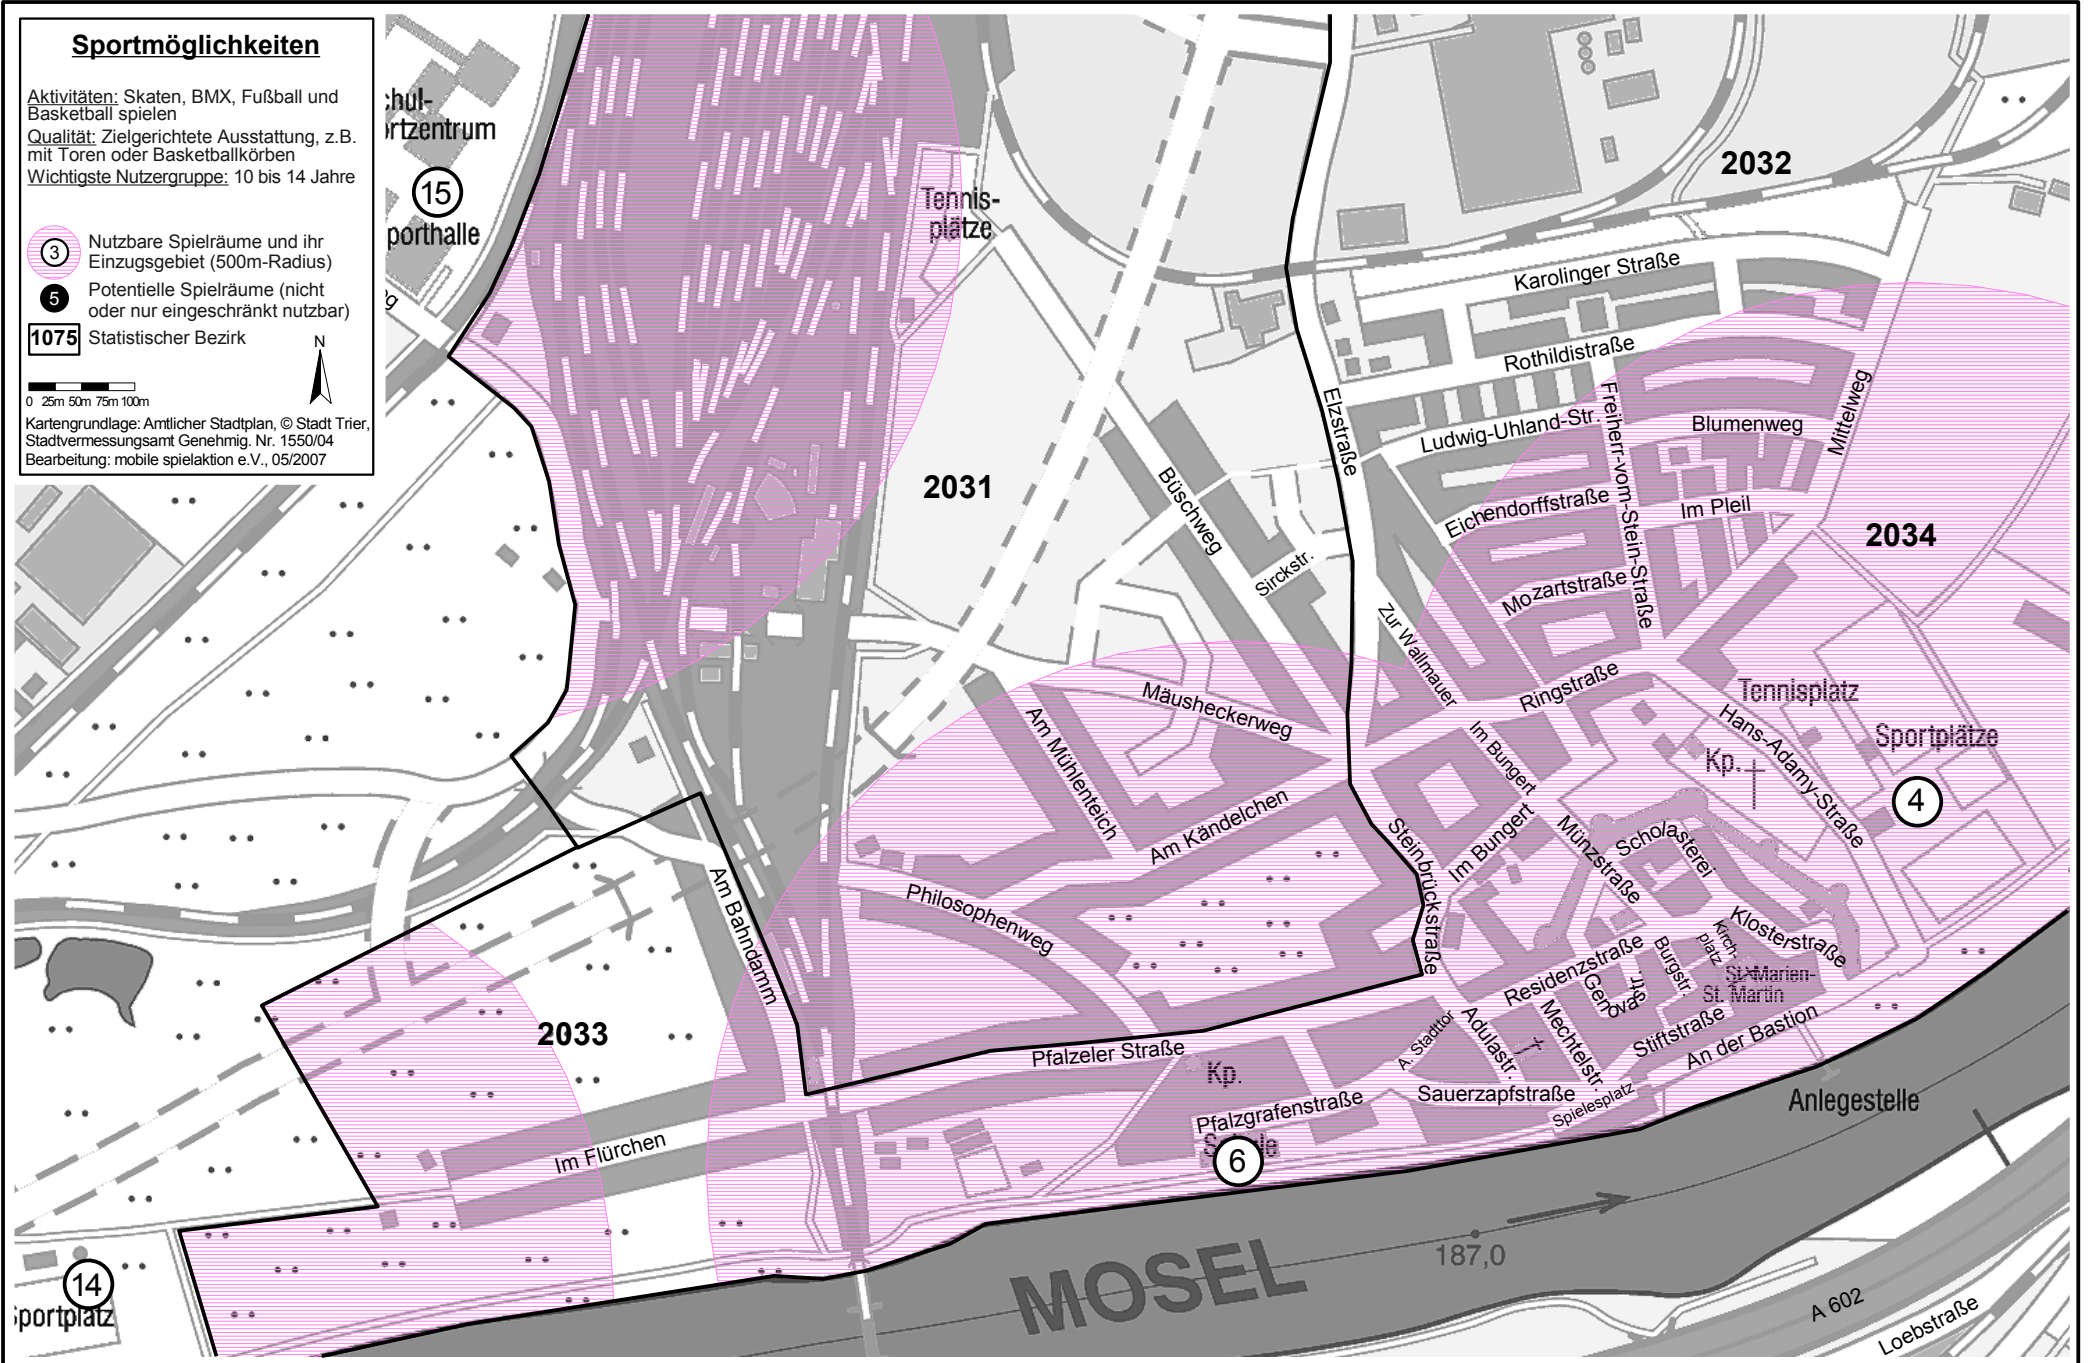 Sportmöglichkeiten
Aktivitäten: Skaten, BMX, Fußball und
Basketball spielen
Qualität: Zielgerichtete Ausstattung, z.B.
mit Toren oder Basketballkörben
Wichtigste Nutzergruppe: 10 bis 14 Jahre
3
Nutzbare Spielräume und ihr
Einzugsgebiet (500m-Radius)
5
Potentielle Spielräume (nicht
oder nur eingeschränkt nutzbar)
1075 Statistischer Bezirk
N
0 25m 50m 75m 100m
Kartengrundlage: Amtlicher Stadtplan, © Stadt Trier,
Stadtvermessungsamt Genehmig. Nr. 1550/04
Bearbeitung: mobile spielaktion e.V., 05/2007
chul-
rtzentrum
15
porthalle
Tennis-
plätze
2032
Karolinger Straße
Rothildistraße
Elzstraße
Ludwig-Uhland-Str.
Freiherr-vom-Stein-Straße
Blumenweg
Mittelweg
2031
Büschweg
Eichendorffstraße
Im Pleil
2034
Sirckstr.
Mozartstraße
Zur Wallmauer
Ringstraße
Mäusheckerweg
Am Mühlenteich
Am Kändelchen
Im Bungert
Tennisplatz
Hans-Adamy-Straße
Sportplätze
Kp.
4
Steinbrückstraße
Im Bungert
Münzstraße
Scholasterei
Am Bahndamm
Philosophenweg
Klosterstraße
Kirch-
platz
Residenzstraße
Burgstr.
Genovastr.
St. Marien-
St. Martin
2033
Pfalzeler Straße
A. Stadttor
Adulastr.
Mechtelstr.
Stiftstraße
An der Bastion
Kp.
Sauerzapfstraße
Spielesplatz
Pfalzgrafenstraße
Anlegestelle
Im Flürchen
6
14
Sportplatz
MOSEL
187,0
A 602
Loebstraße